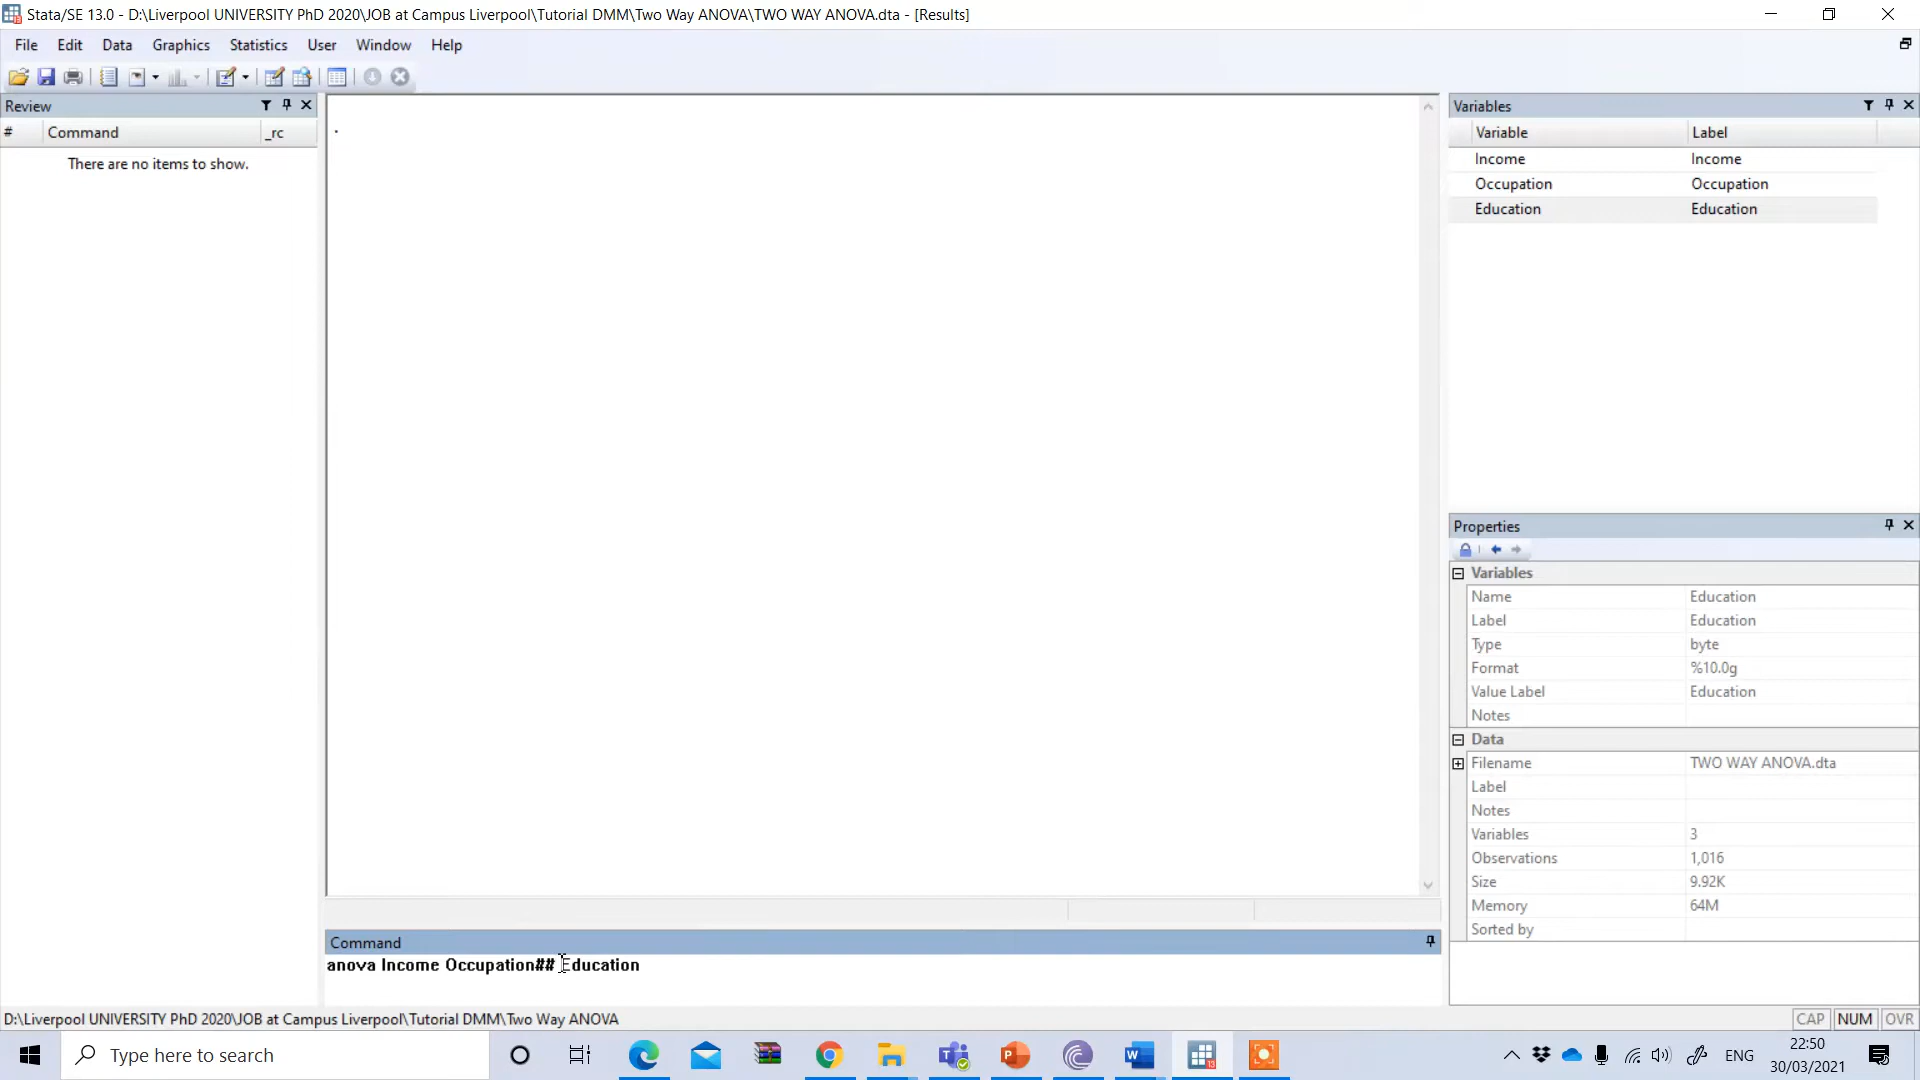 Stata/SE 13.0 - D:\Liverpool UNIVERSITY PhD 2020\JOB at Campus Liverpool\Tutorial DMM\Two Way ANOVA\TWO WAY ANOVA.dta - [Results]
File Edit Data Graphics Statistics User Window Help
Review
# Command _rc
There are no items to show.
.
Variables
Variable Label
Income Income
Occupation Occupation
Education Education
Properties
Variables
Name Education
Label Education
Type byte
Format %10.0g
Value Label Education
Notes
Data
Filename TWO WAY ANOVA.dta
Label
Notes
Variables 3
Observations 1,016
Size 9.92K
Memory 64M
Sorted by
Command
anova Income Occupation## Education
D:\Liverpool UNIVERSITY PhD 2020\JOB at Campus Liverpool\Tutorial DMM\Two Way ANOVA
CAP NUM OVR
Type here to search
ENG
22:50
30/03/2021